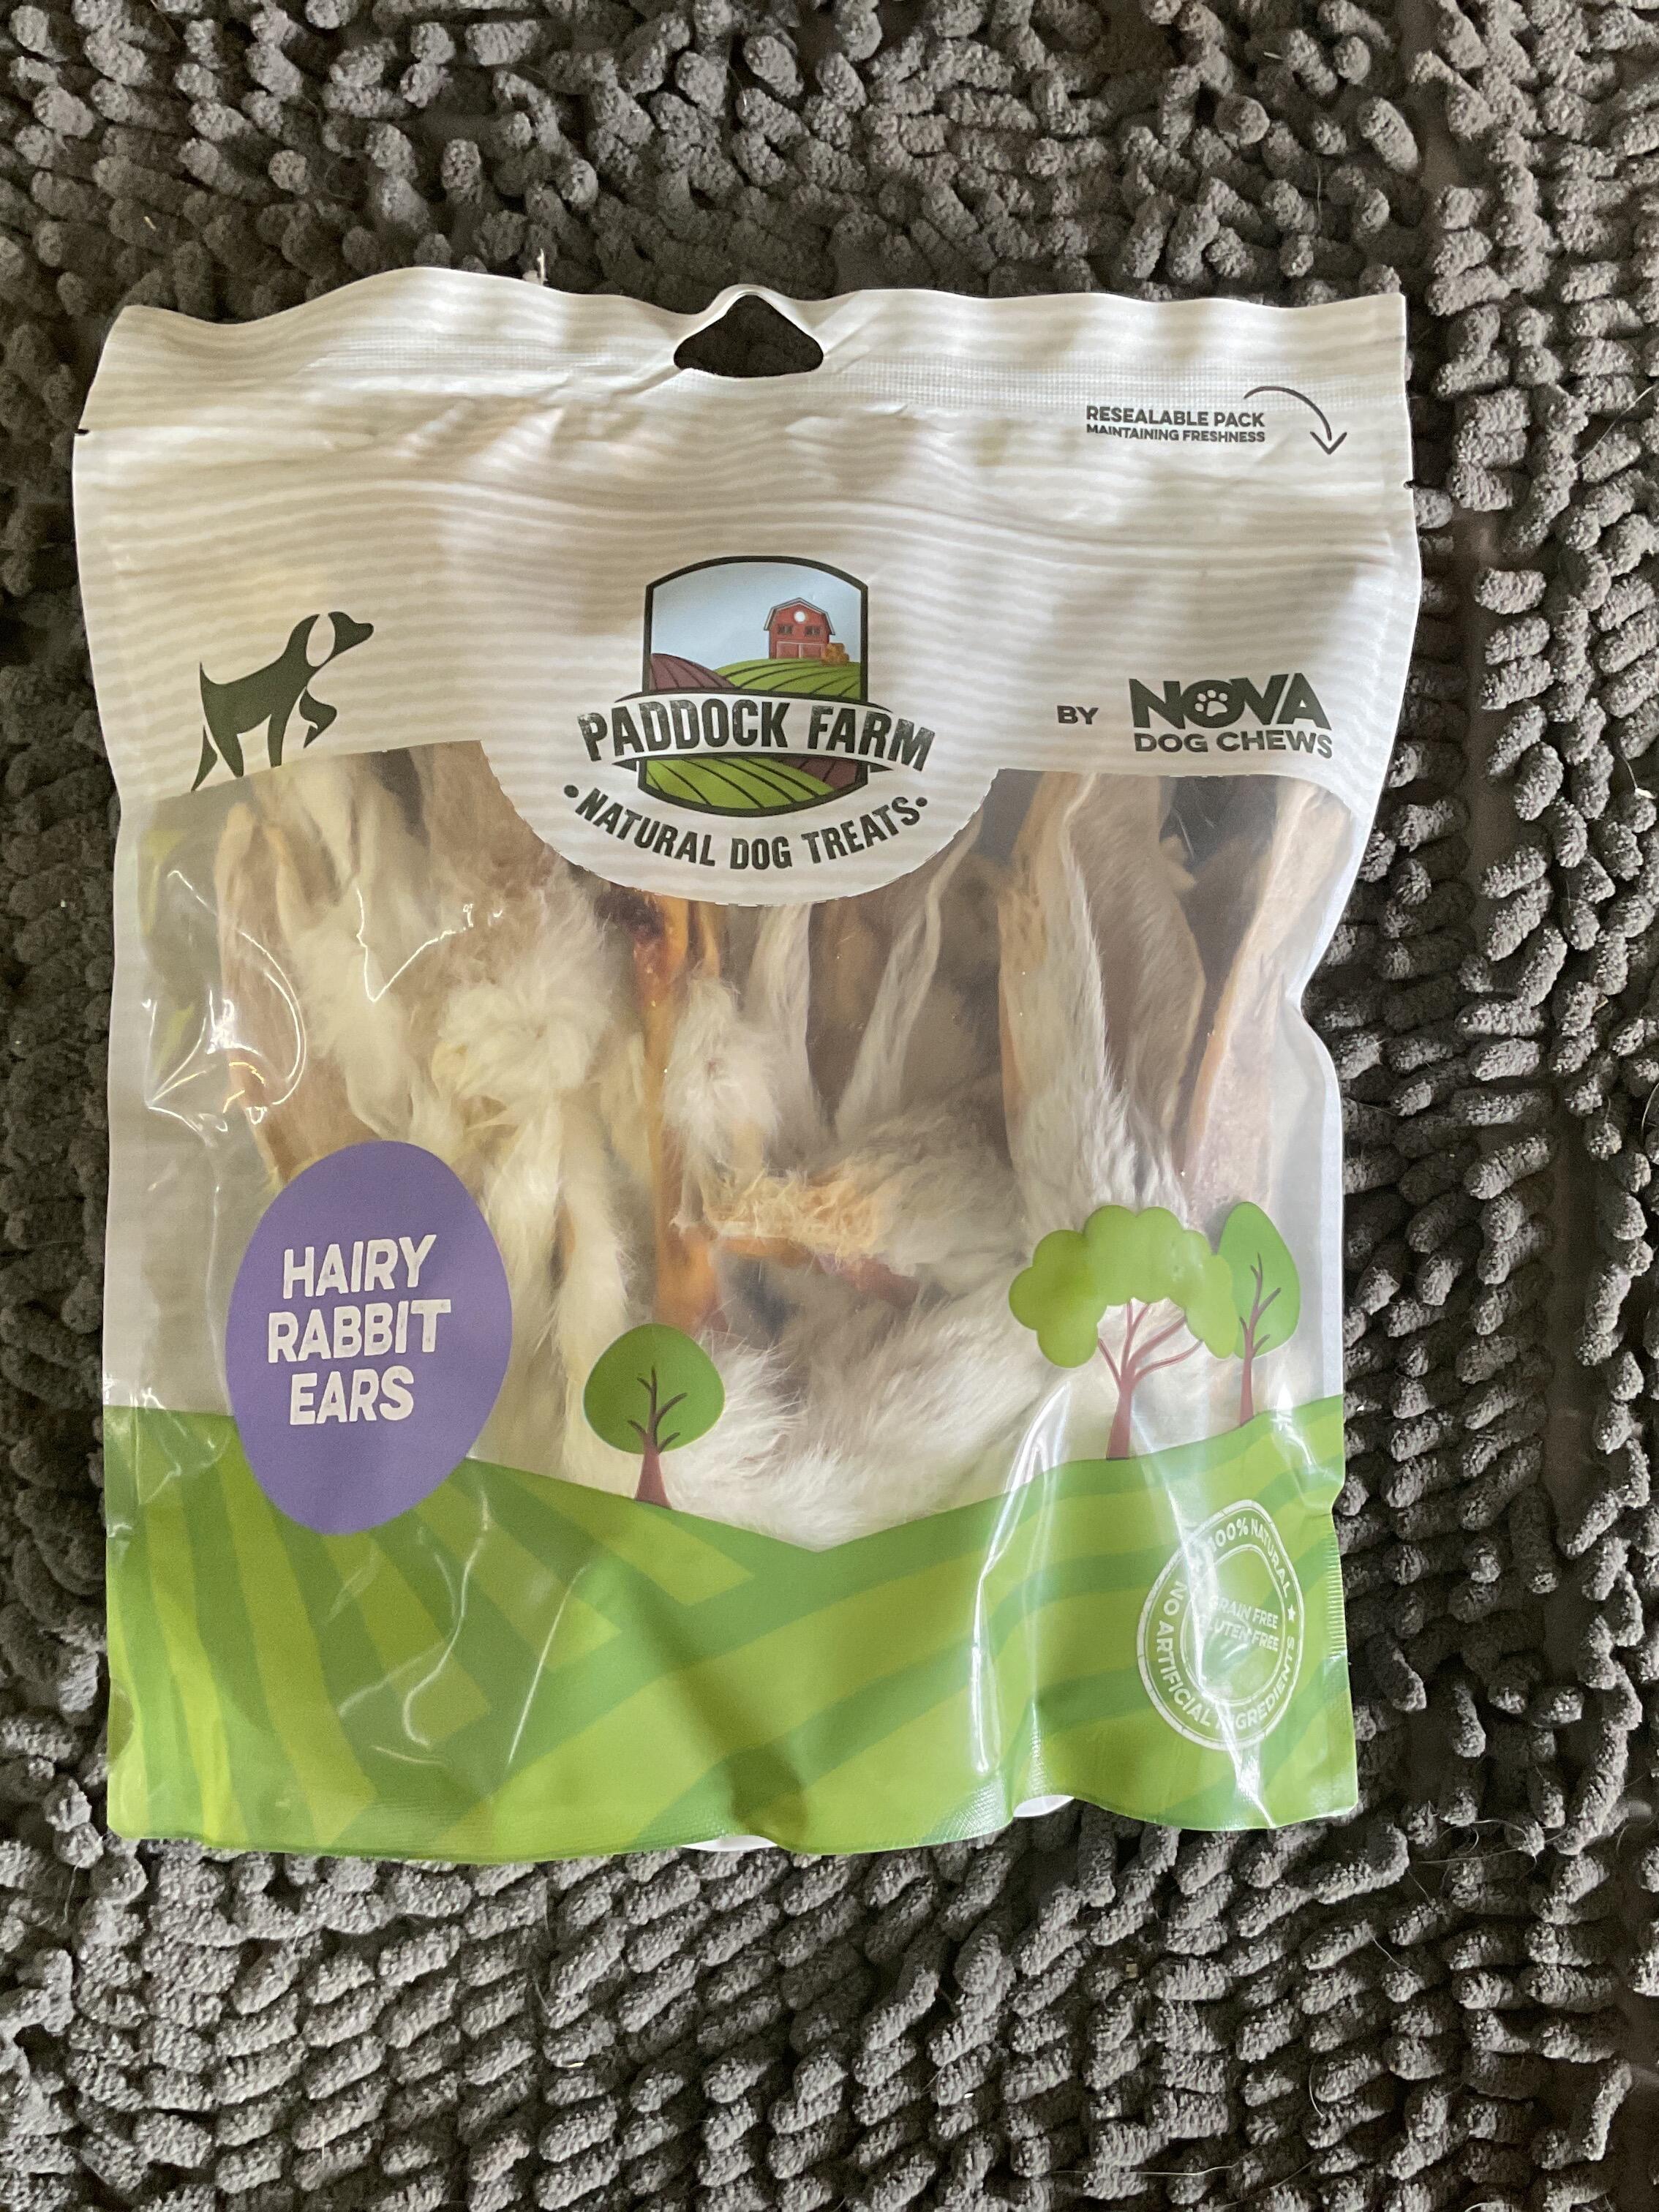 RESEALABLE PACK
MAINTAINING FRESHNESS
PADDOCK FARM
•NATURAL DOG TREATS•
BY NOVA
DOG CHEWS
HAIRY
RABBIT
EARS
100% NATURAL ★
GRAIN FREE
GLUTEN FREE
NO ARTIFICIAL INGREDIENTS